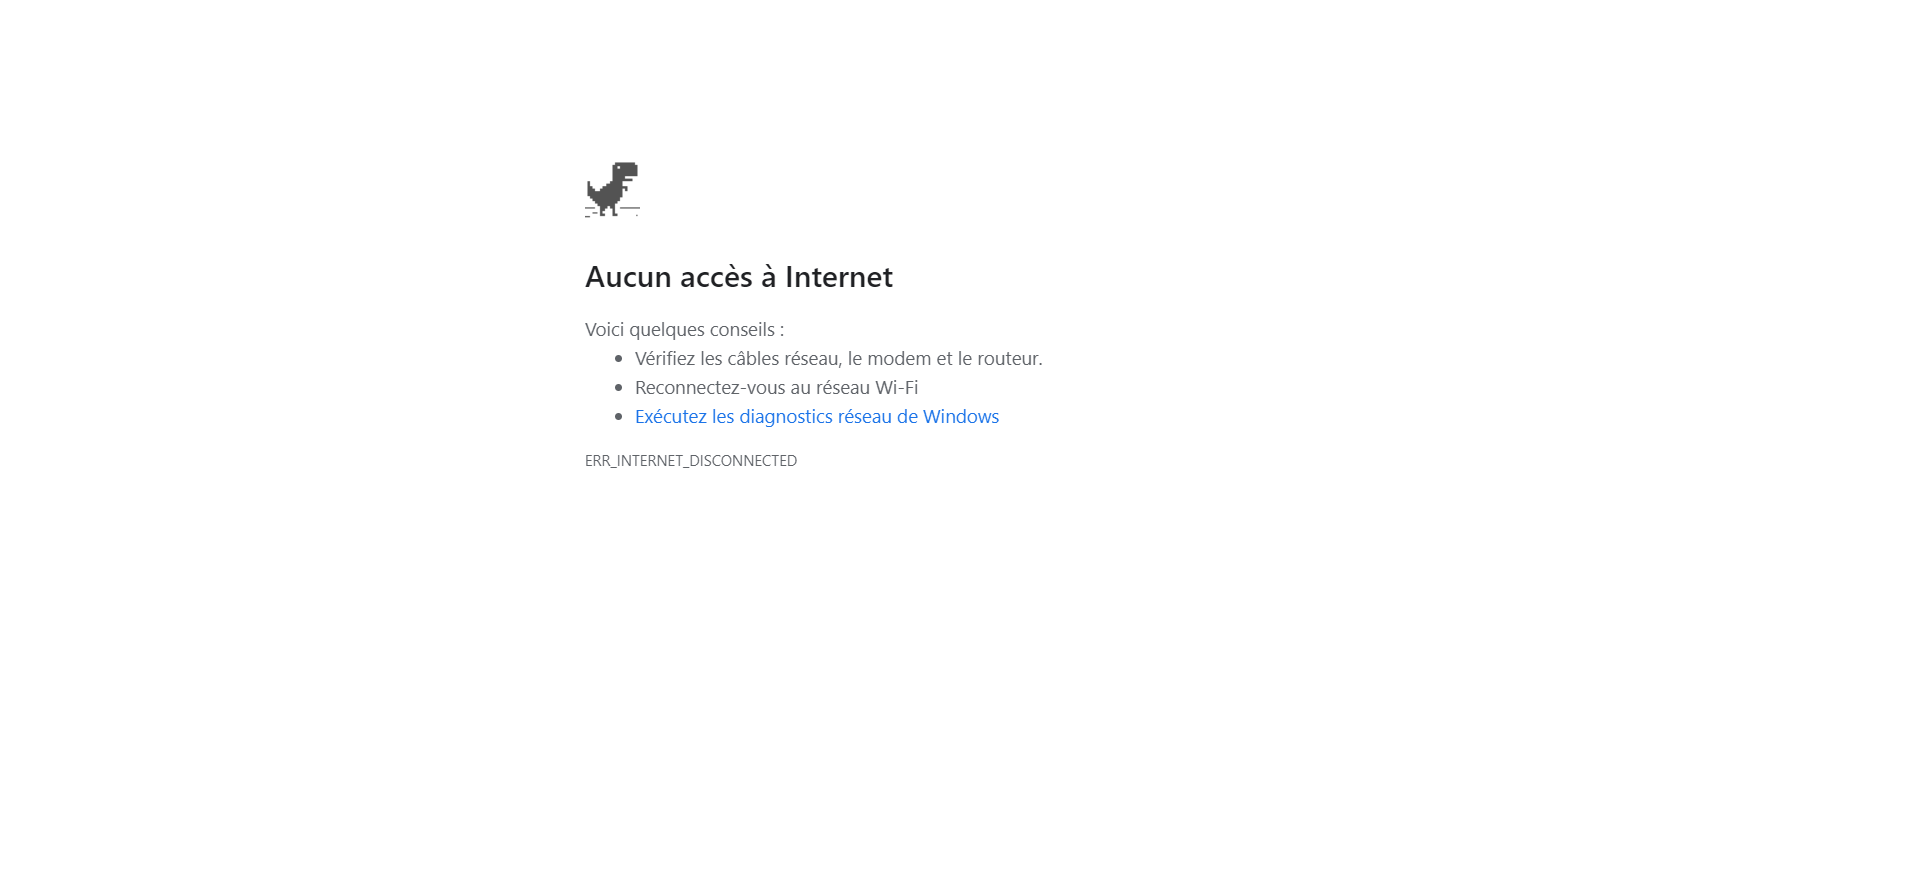 Aucun accès à Internet
Voici quelques conseils :
Vérifiez les câbles réseau, le modem et le routeur.
Reconnectez-vous au réseau Wi-Fi
Exécutez les diagnostics réseau de Windows
ERR_INTERNET_DISCONNECTED